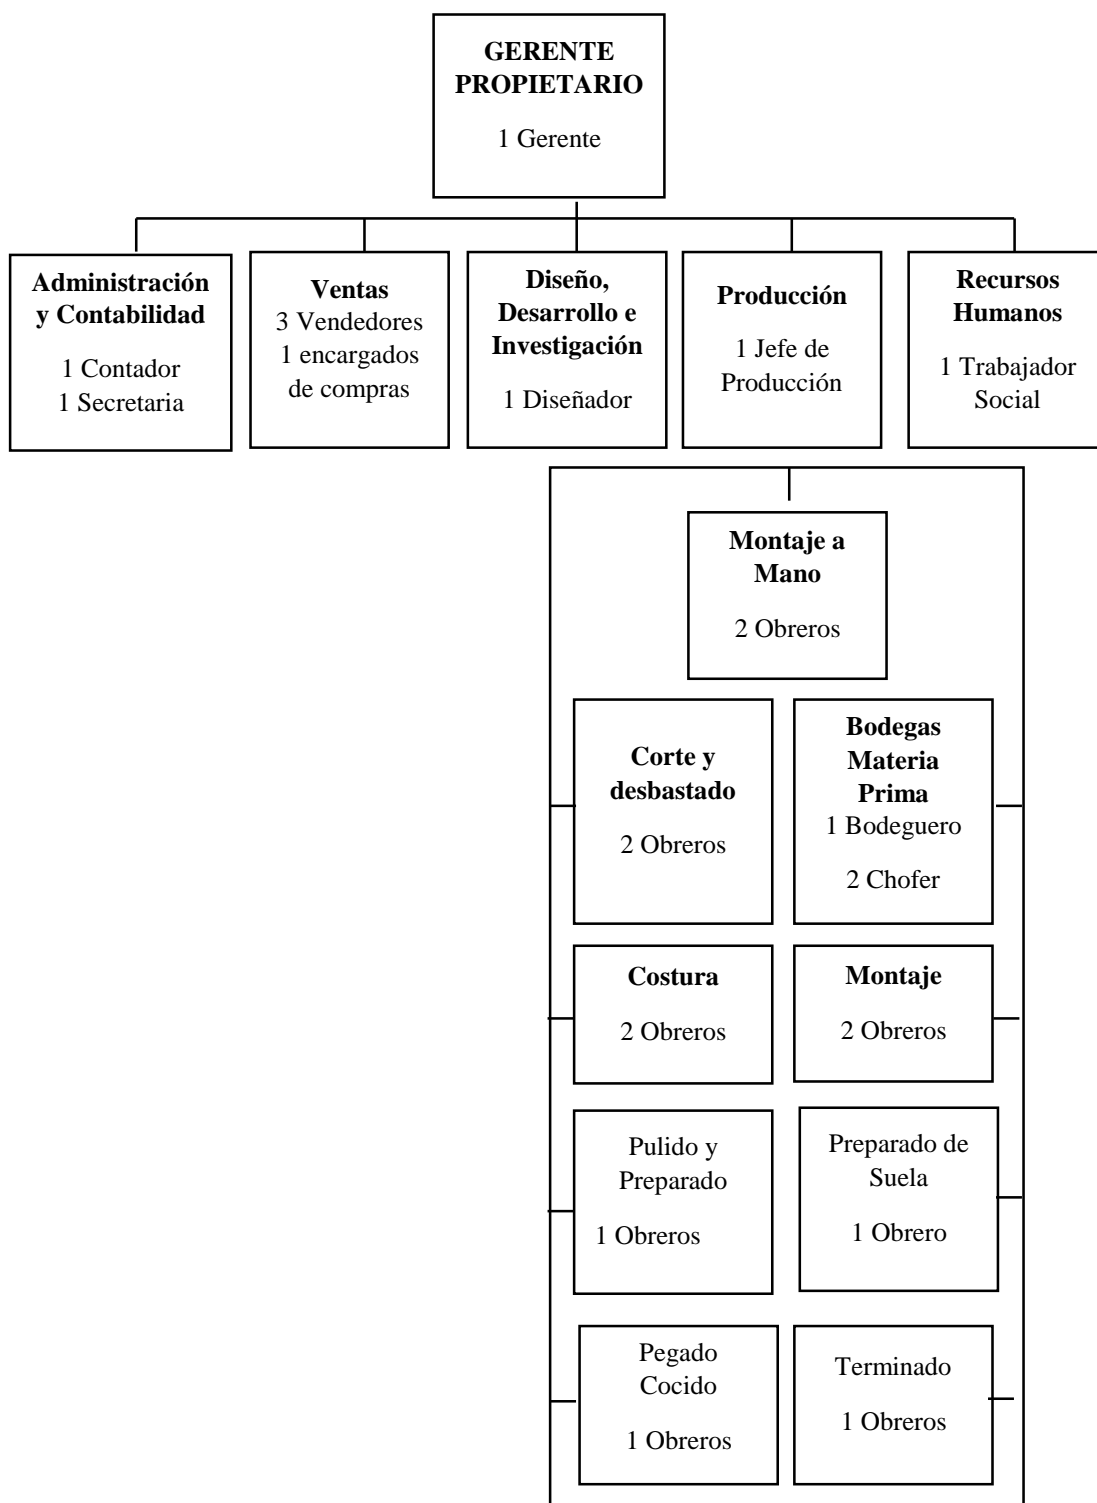 GERENTE
PROPIETARIO
1 Gerente
Administración
y Contabilidad
1 Contador
1 Secretaria
Ventas
3 Vendedores
1 encargados
de compras
Diseño,
Desarrollo e
Investigación
1 Diseñador
Producción
1 Jefe de
Producción
Recursos
Humanos
1 Trabajador
Social
Montaje a
Mano
2 Obreros
Corte y
desbastado
2 Obreros
Bodegas
Materia
Prima
1 Bodeguero
2 Chofer
Costura
2 Obreros
Montaje
2 Obreros
Pulido y
Preparado
1 Obreros
Preparado de
Suela
1 Obrero
Pegado
Cocido
1 Obreros
Terminado
1 Obreros